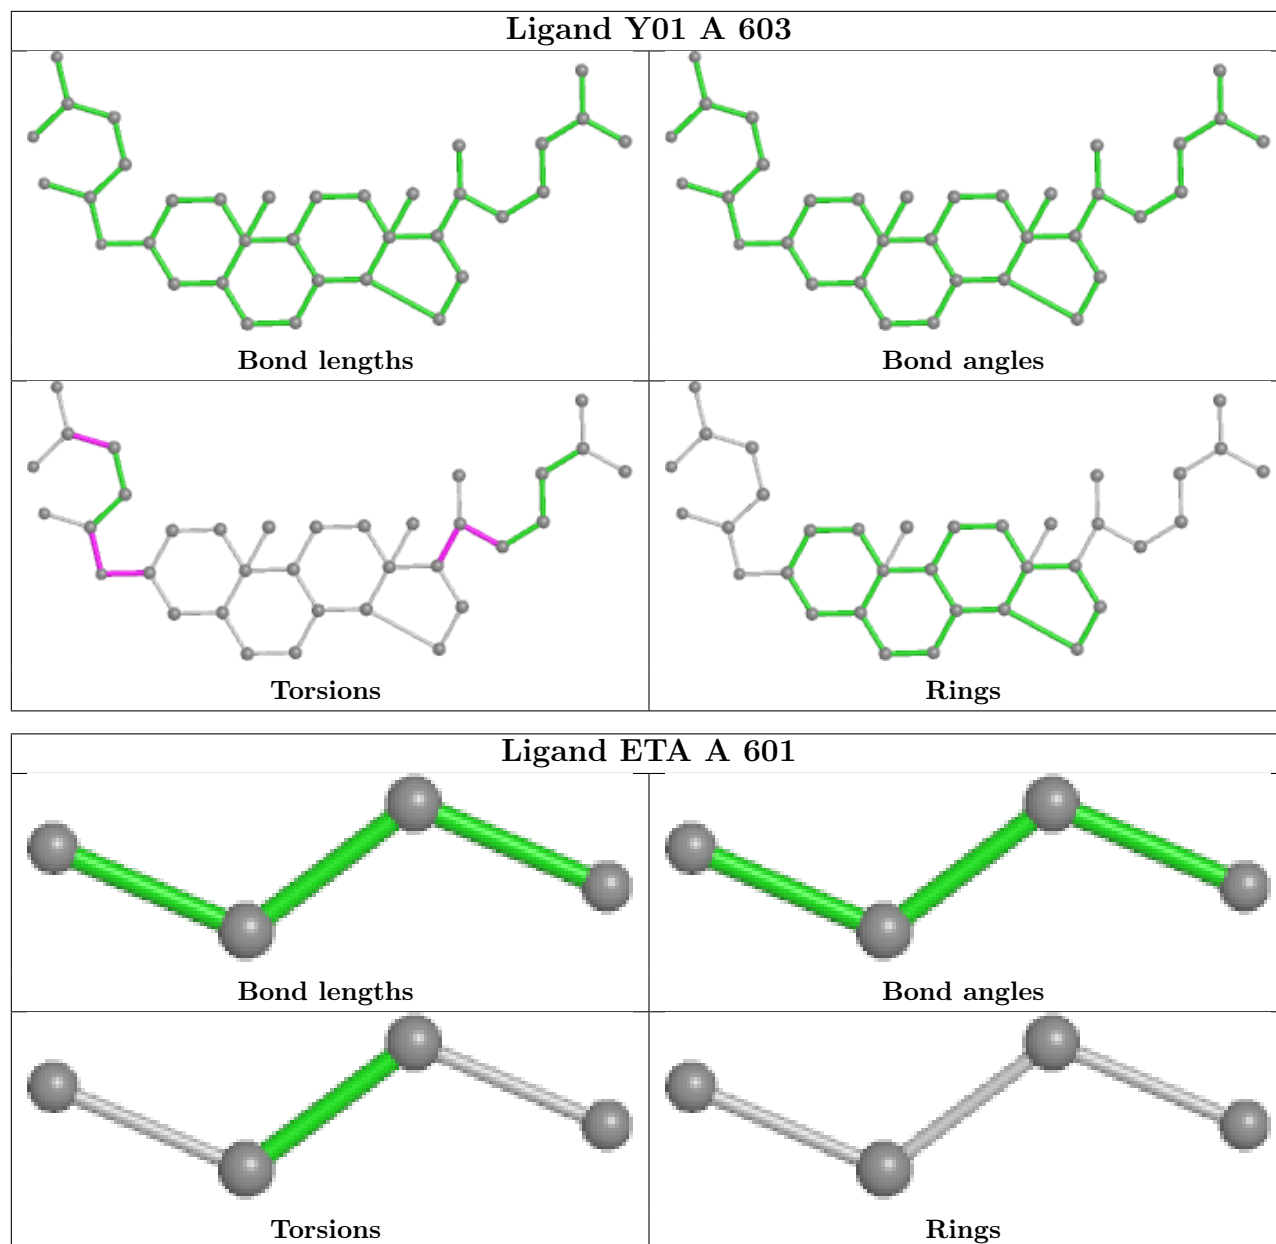 Ligand Y01 A 603
Bond lengths
Bond angles
Torsions
Rings
Ligand ETA A 601
Bond lengths
Bond angles
Torsions
Rings